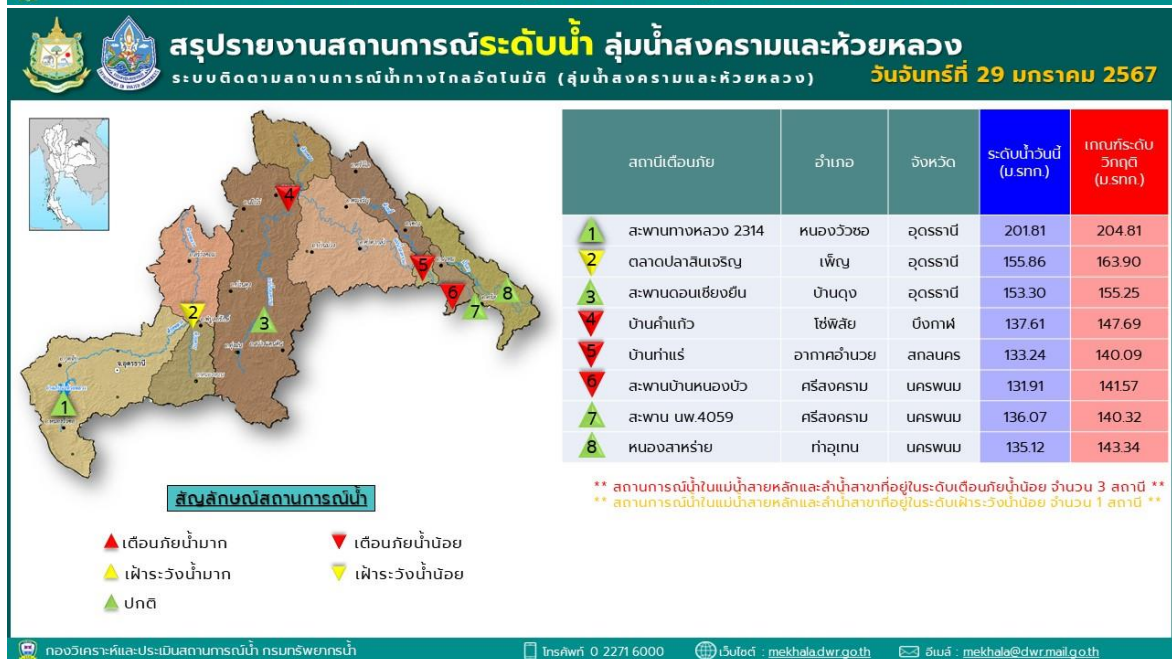 สรุปรายงานสถานการณ์ระดับน้ำ ลุ่มน้ำสงครามและห้วยหลวง
ระบบติดตามสถานการณ์น้ำทางไกลอัตโนมัติ (ลุ่มน้ำสงครามและห้วยหลวง) วันจันทร์ที่ 29 มกราคม 2567
สถานีเตือนภัย อำเภอ จังหวัด ระดับน้ำวันนี้ (ม.รทก.) เกณฑ์ระดับวิกฤติ (ม.รทก.)
1 สะพานทางหลวง 2314 หนองวัวซอ อุดรธานี 201.81 204.81
2 ตลาดปลาสินเจริญ เพ็ญ อุดรธานี 155.86 163.90
3 สะพานดอนเชียงยืน บ้านดุง อุดรธานี 153.30 155.25
4 บ้านคำแก้ว โซ่พิสัย บึงกาฬ 137.61 147.69
5 บ้านท่าแร่ อากาศอำนวย สกลนคร 133.24 140.09
6 สะพานบ้านหนองบัว ศรีสงคราม นครพนม 131.91 141.57
7 สะพาน นพ.4059 ศรีสงคราม นครพนม 136.07 140.32
8 หนองสาหร่าย ท่าอุเทน นครพนม 135.12 143.34
** สถานการณ์น้ำในแม่น้ำสายหลักและลำน้ำสาขาที่อยู่ในระดับเตือนภัยน้ำน้อย จำนวน 3 สถานี **
** สถานการณ์น้ำในแม่น้ำสายหลักและลำน้ำสาขาที่อยู่ในระดับเฝ้าระวังน้ำน้อย จำนวน 1 สถานี **
4
5
6
8
7
2
3
จ.อุดรธานี
1
สัญลักษณ์สถานการณ์น้ำ
เตือนภัยน้ำมาก เตือนภัยน้ำน้อย
เฝ้าระวังน้ำมาก เฝ้าระวังน้ำน้อย
ปกติ
กองวิเคราะห์และประเมินสถานการณ์น้ำ กรมทรัพยากรน้ำ โทรศัพท์ 0 2271 6000 เว็บไซต์ : mekhala.dwr.go.th อีเมล์ : mekhala@dwr.mail.go.th